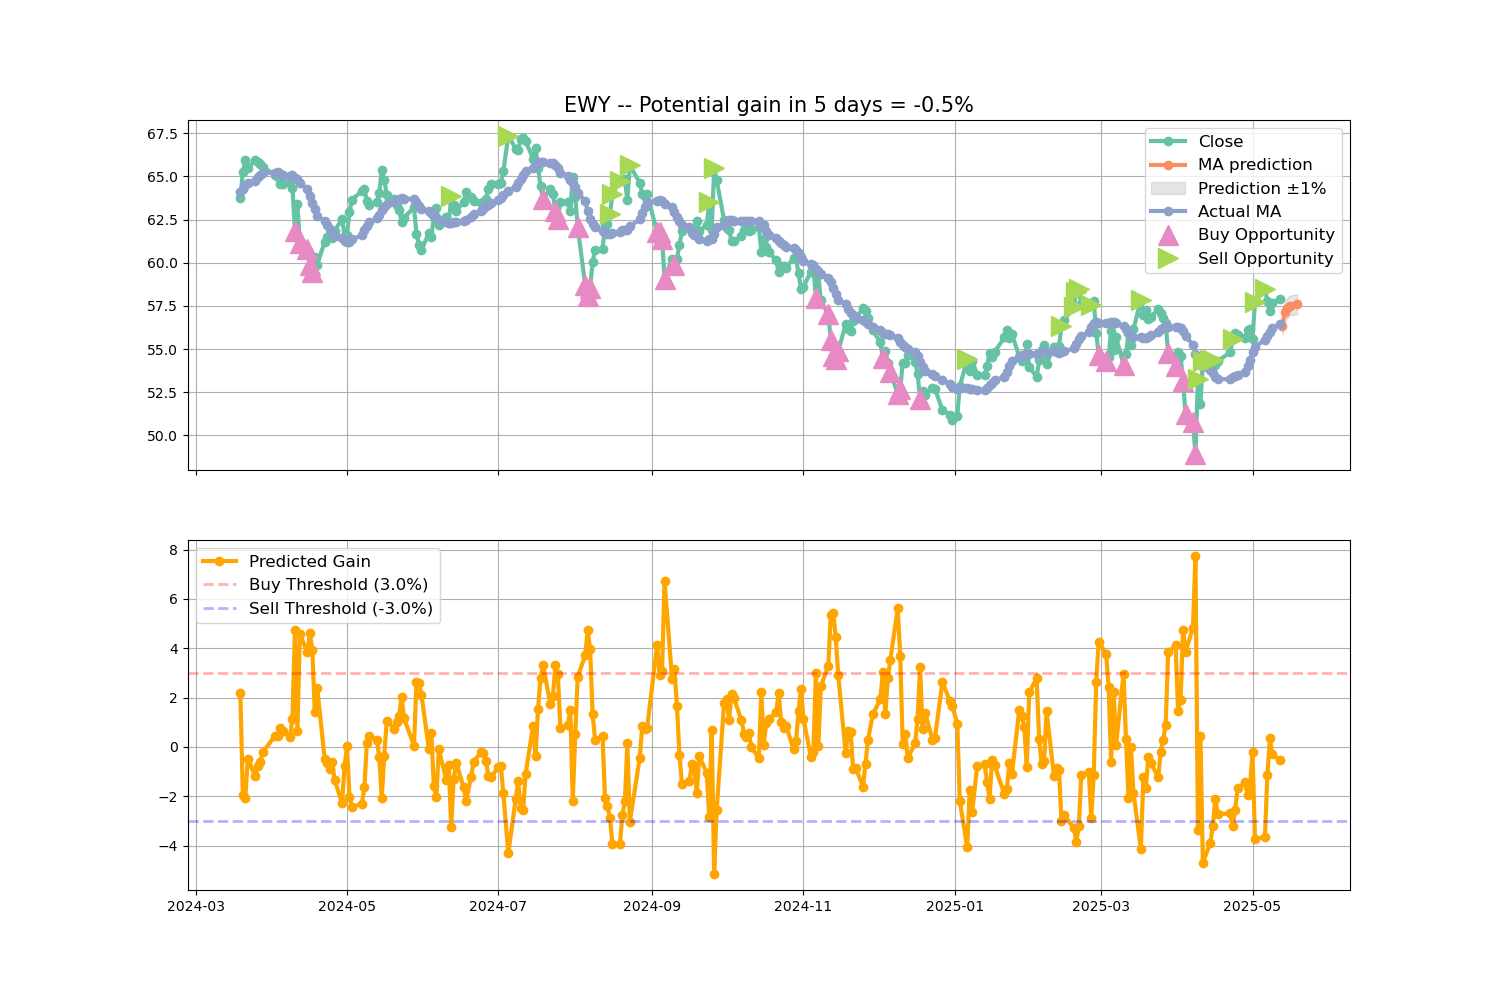 EWY -- Potential gain in 5 days = -0.5%
67.5
65.0
62.5
60.0
57.5
55.0
52.5
50.0
Close
MA prediction
Prediction ±1%
Actual MA
Buy Opportunity
Sell Opportunity
8
6
4
2
0
−2
−4
Predicted Gain
Buy Threshold (3.0%)
Sell Threshold (-3.0%)
2024-03
2024-05
2024-07
2024-09
2024-11
2025-01
2025-03
2025-05